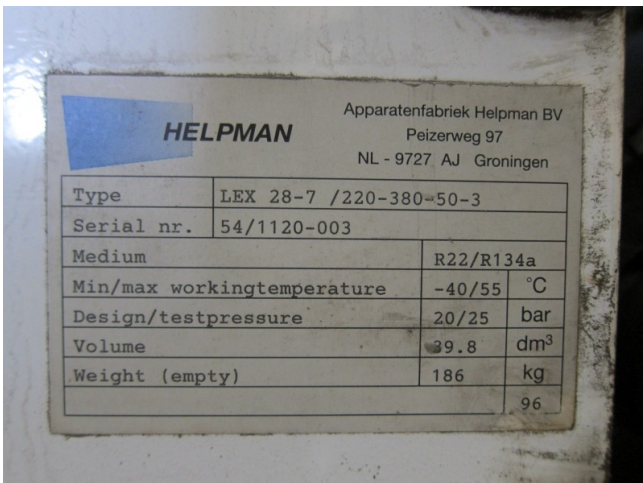 HELPMAN
Apparatenfabriek Helpman BV
Peizerweg 97
NL - 9727 AJ Groningen
Type LEX 28-7 /220-380-50-3
Serial nr. 54/1120-003
Medium R22/R134a
Min/max workingtemperature -40/55 °C
Design/testpressure 20/25 bar
Volume 39.8 dm³
Weight (empty) 186 kg
96